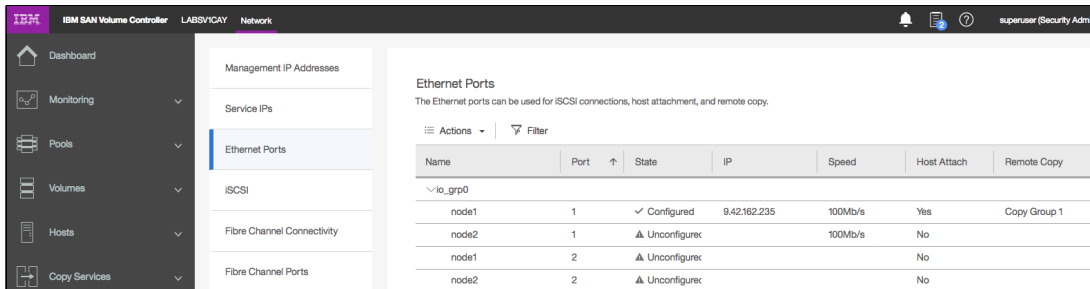 IBM IBM SAN Volume Controller LABSV1CAY Network 2 ? superuser (Security Adm
Dashboard
Monitoring
Pools
Volumes
Hosts
Copy Services
Management IP Addresses
Service IPs
Ethernet Ports
iSCSI
Fibre Channel Connectivity
Fibre Channel Ports
Ethernet Ports
The Ethernet ports can be used for iSCSI connections, host attachment, and remote copy.
Actions Filter
Name Port State IP Speed Host Attach Remote Copy
io_grp0
node1 1 Configured 9.42.162.235 100Mb/s Yes Copy Group 1
node2 1 Unconfigurec 100Mb/s No
node1 2 Unconfigurec No
node2 2 Unconfigurec No